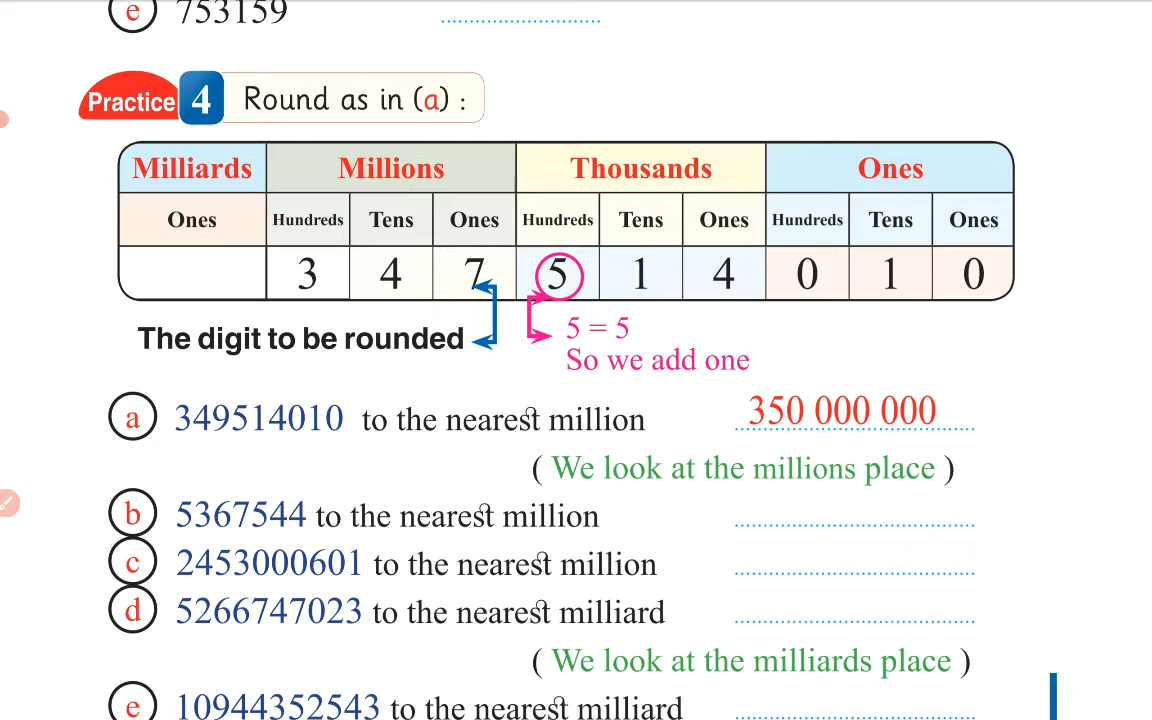 e 753159 ............................
Practice 4 Round as in (a) :
Milliards Millions Thousands Ones
Ones Hundreds Tens Ones Hundreds Tens Ones Hundreds Tens Ones
3 4 7 5 1 4 0 1 0
The digit to be rounded
5 = 5
So we add one
a 349514010 to the nearest million 350 000 000
( We look at the millions place )
b 5367544 to the nearest million ............................
c 2453000601 to the nearest million ............................
d 5266747023 to the nearest milliard ............................
( We look at the milliards place )
e 10944352543 to the nearest milliard ............................